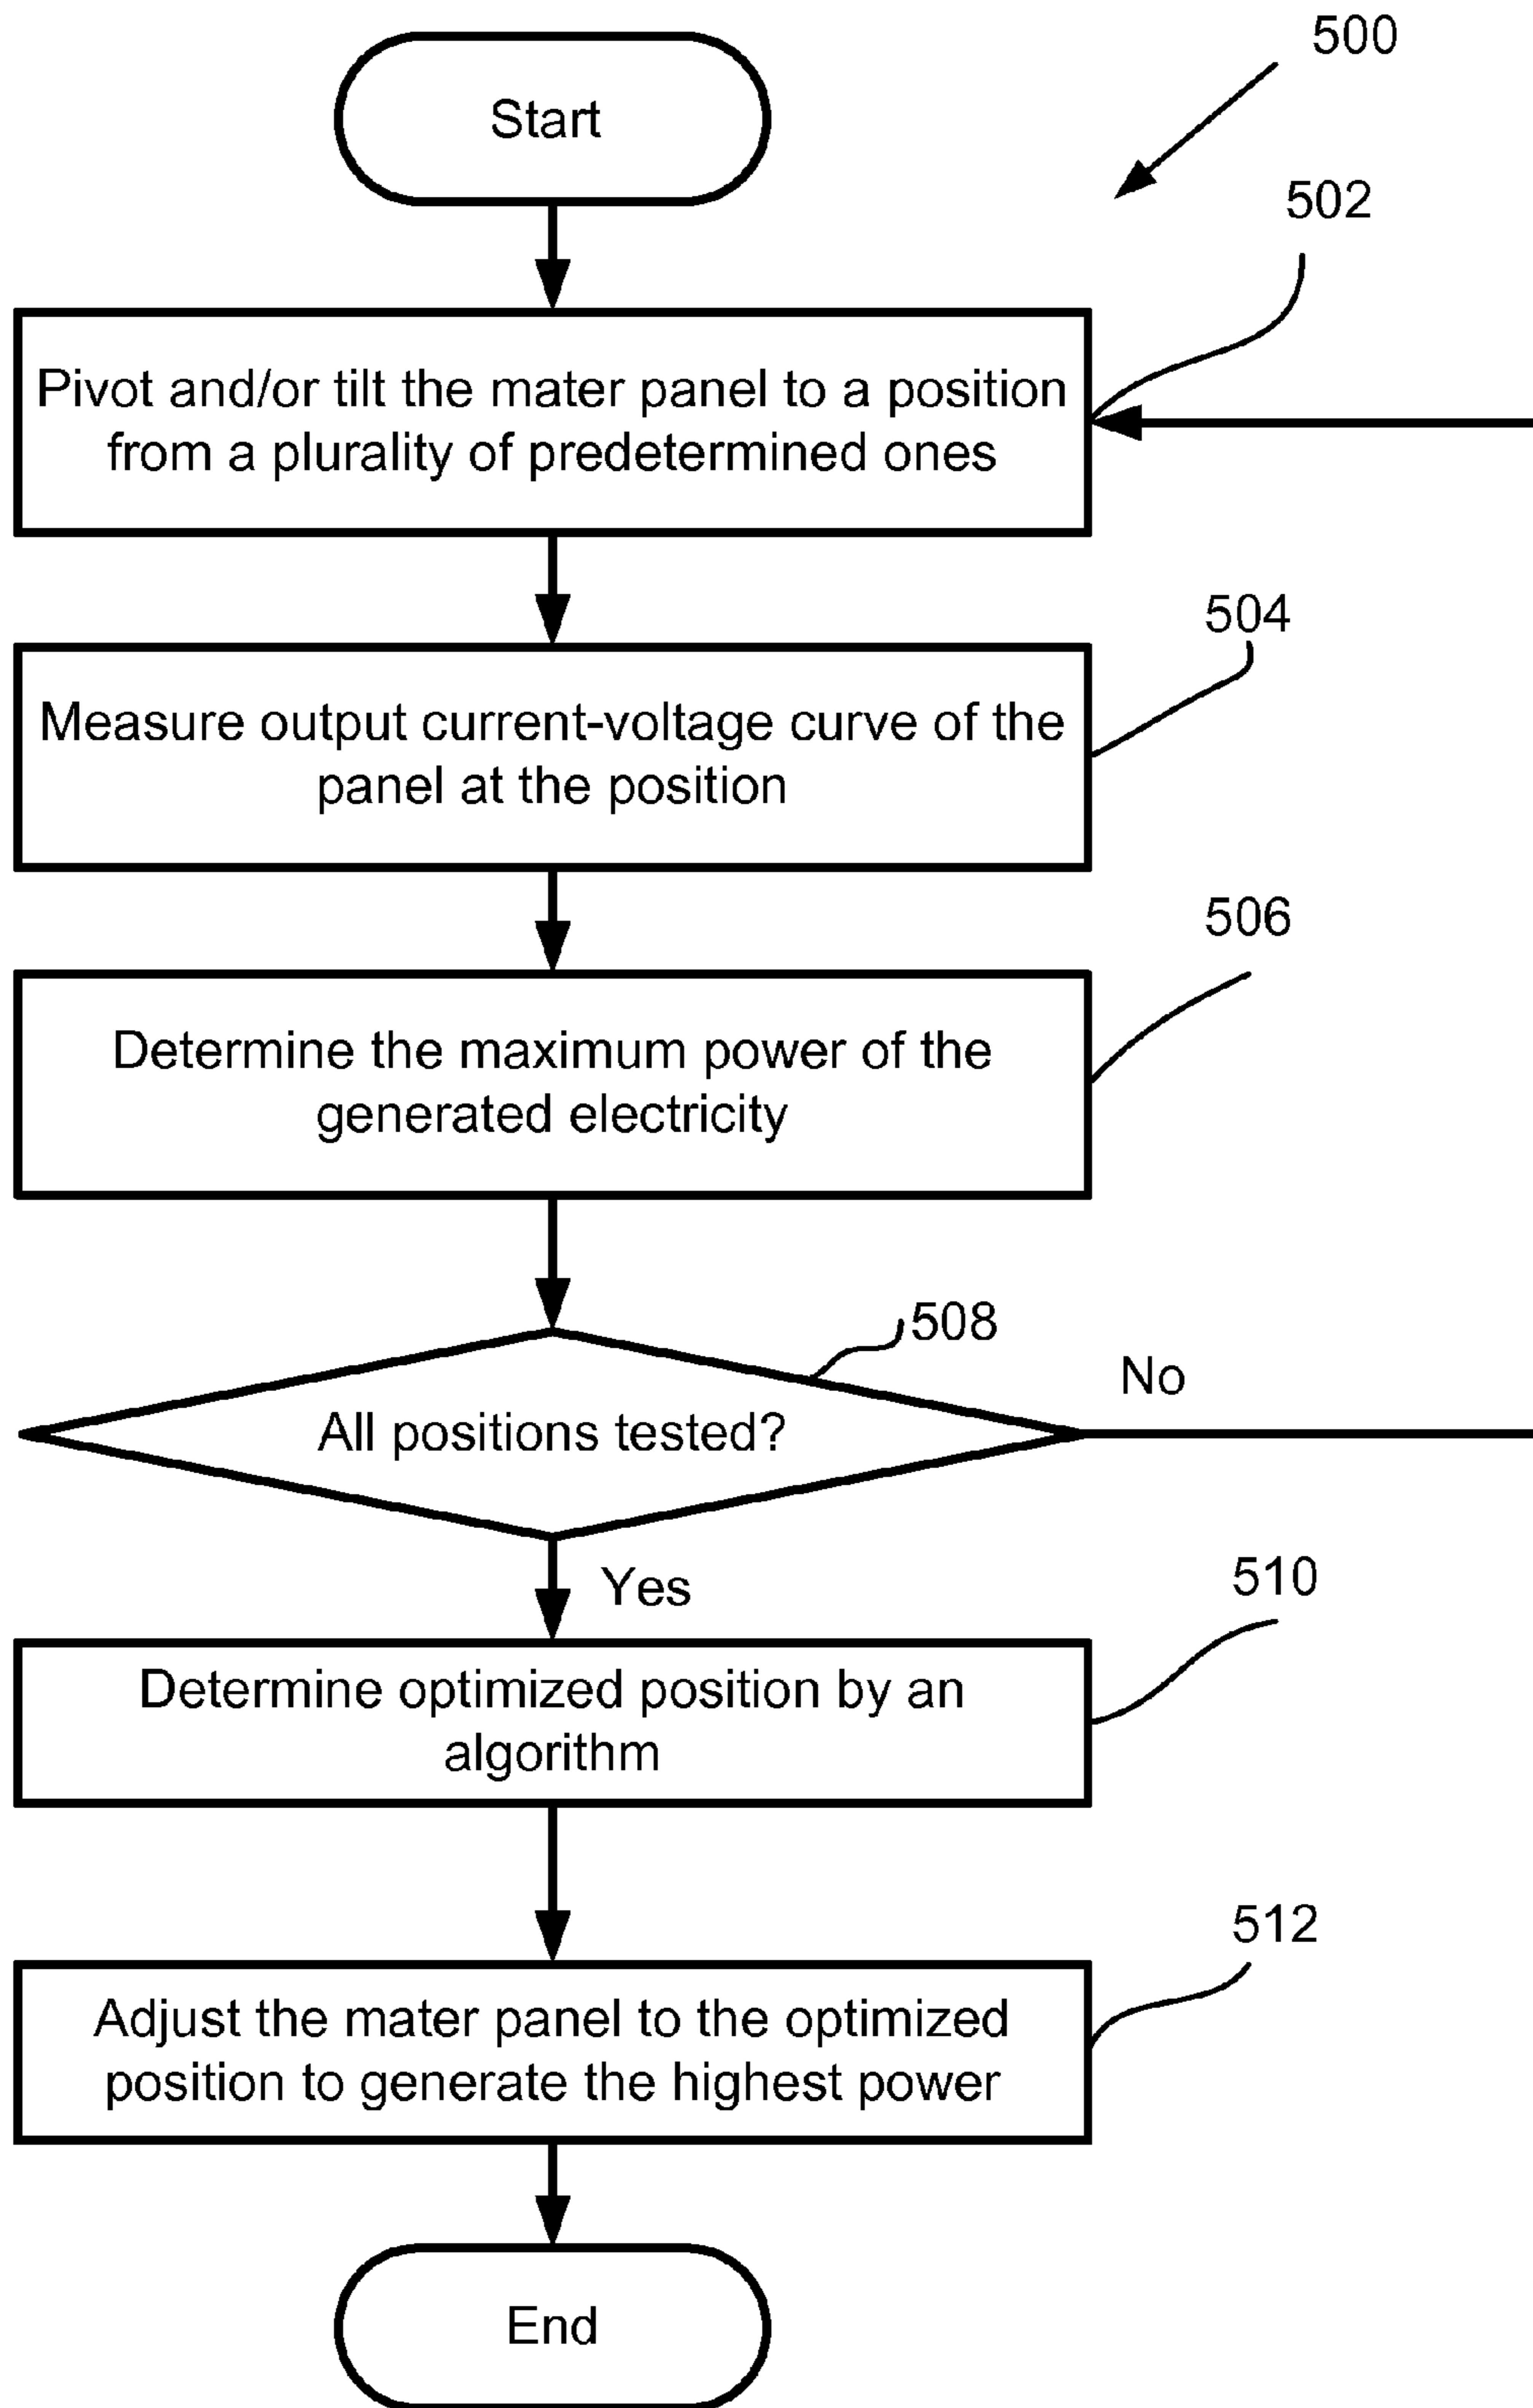 500
Start
502
Pivot and/or tilt the mater panel to a position
from a plurality of predetermined ones
504
Measure output current-voltage curve of the
panel at the position
506
Determine the maximum power of the
generated electricity
508
All positions tested?
No
Yes
510
Determine optimized position by an
algorithm
512
Adjust the mater panel to the optimized
position to generate the highest power
End